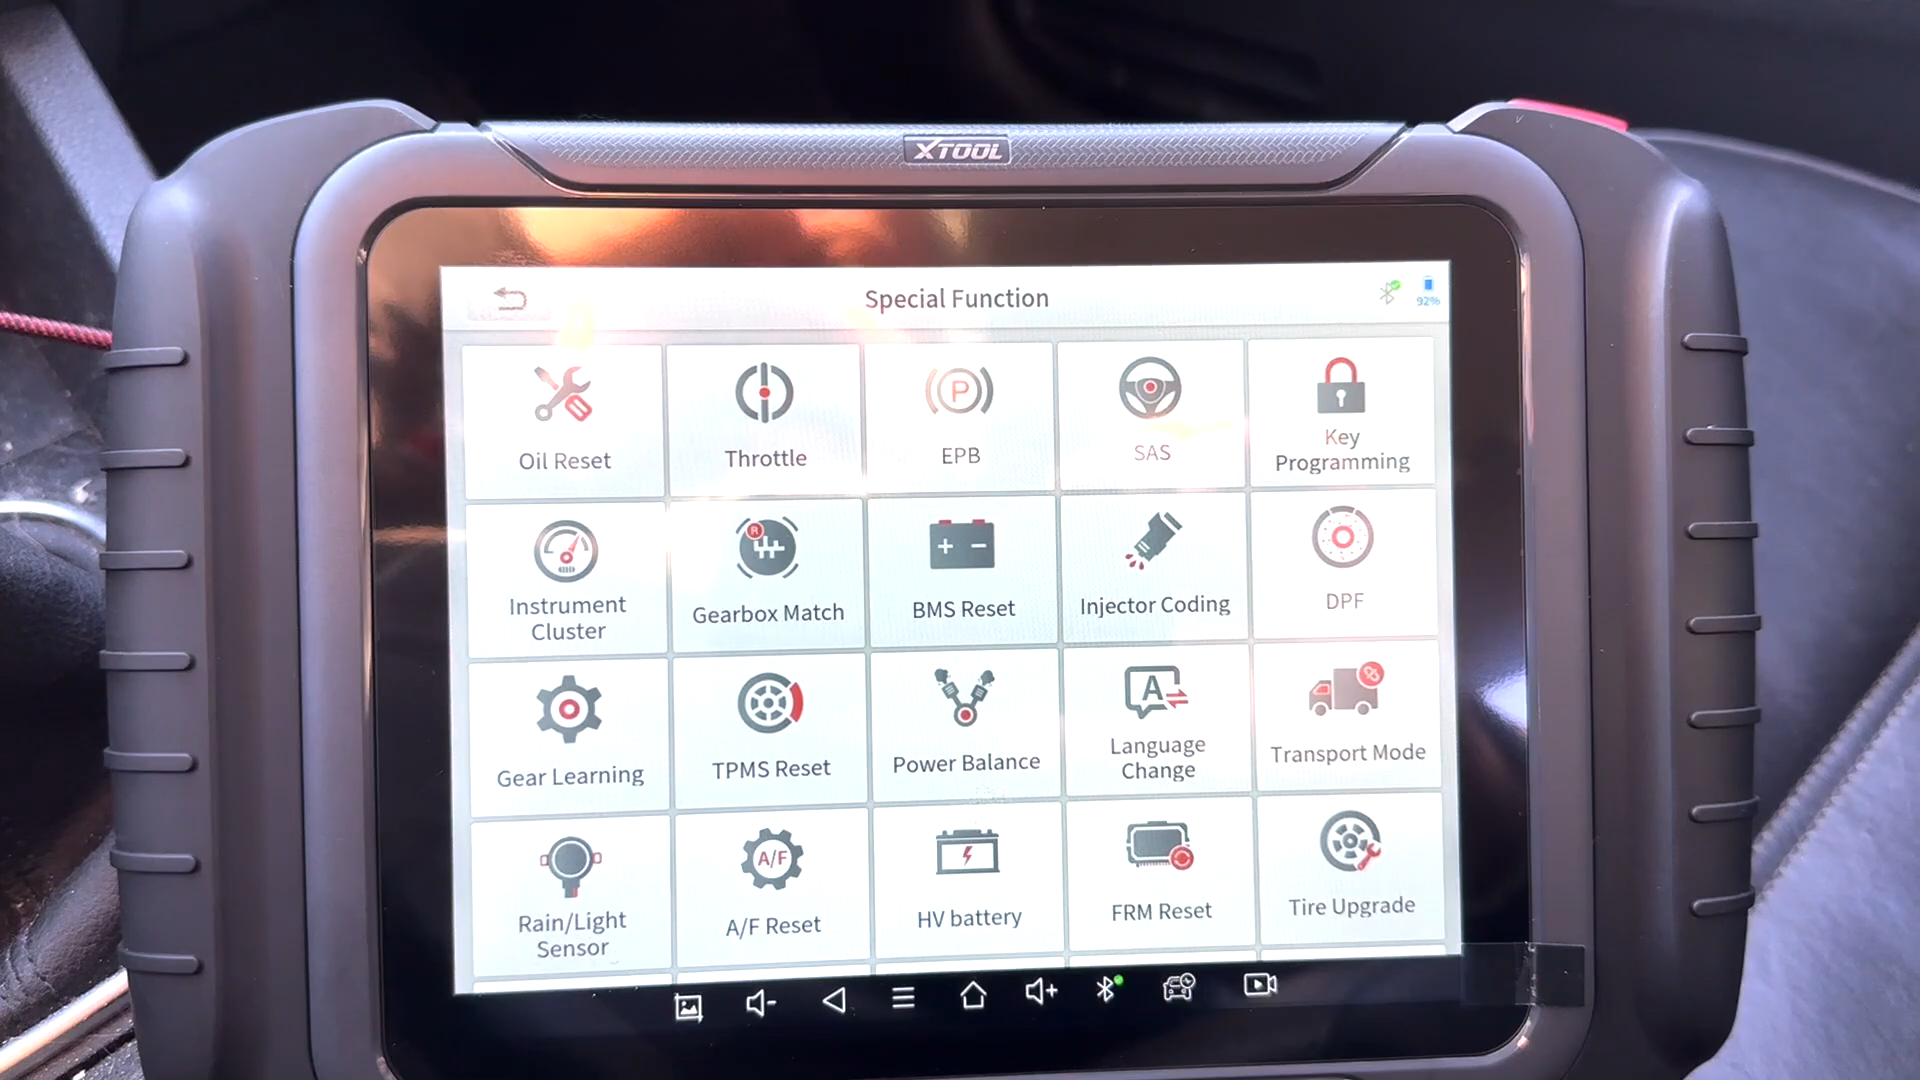 XTOOL
Special Function
92%
Oil Reset
Throttle
EPB
P
SAS
Key
Programming
Instrument
Cluster
R
Gearbox Match
BMS Reset
Injector Coding
DPF
Gear Learning
TPMS Reset
Power Balance
A
Language
Change
Transport Mode
Rain/Light
Sensor
A/F
A/F Reset
HV battery
FRM Reset
Tire Upgrade